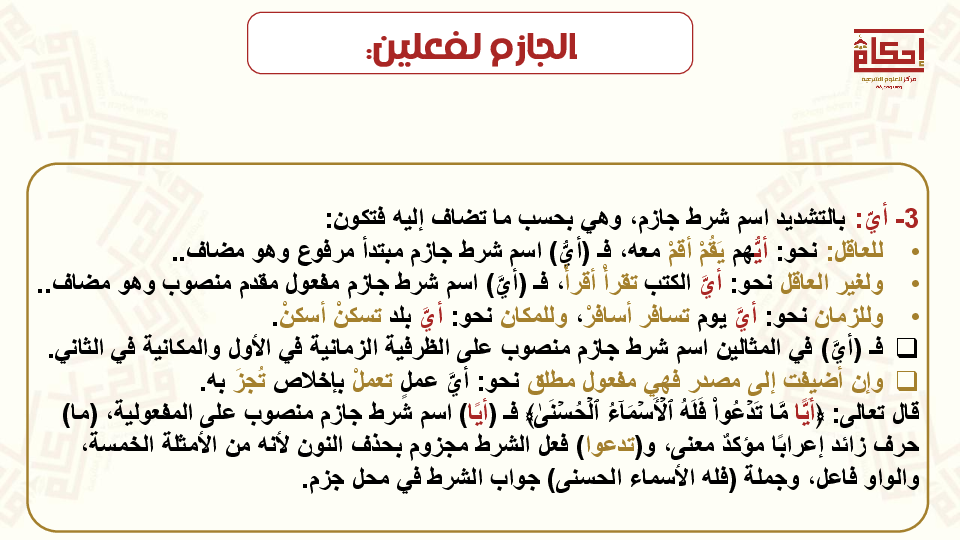 الجازم لفعلين:
إحكام
مركز للعلوم الشرعية
3- أيّ: بالتشديد اسم شرط جازم، وهي بحسب ما تضاف إليه فتكون:
• للعاقل: نحو: أيُّهم يَقُمْ أقمْ معه، فـ (أيُّ) اسم شرط جازم مبتدأ مرفوع وهو مضاف..
• ولغير العاقل نحو: أيَّ الكتب تقرأْ أقرأْ، فـ (أيَّ) اسم شرط جازم مفعول مقدم منصوب وهو مضاف..
• وللزمان نحو: أيَّ يوم تسافر أسافرْ، وللمكان نحو: أيَّ بلد تسكنْ أسكنْ.
❑ فـ (أيَّ) في المثالين اسم شرط جازم منصوب على الظرفية الزمانية في الأول والمكانية في الثاني.
❑ وإن أضيفت إلى مصدر فهي مفعول مطلق نحو: أيَّ عملٍ تعملْ بإخلاص تُجزَ به.
قال تعالى: ﴿أَيًّا مَّا تَدۡعُواْ فَلَهُ ٱلۡأَسۡمَآءُ ٱلۡحُسۡنَىٰ﴾ فـ (أيًا) اسم شرط جازم منصوب على المفعولية، (ما)
حرف زائد إعرابًا مؤكدٌ معنى، و(تدعوا) فعل الشرط مجزوم بحذف النون لأنه من الأمثلة الخمسة،
والواو فاعل، وجملة (فله الأسماء الحسنى) جواب الشرط في محل جزم.